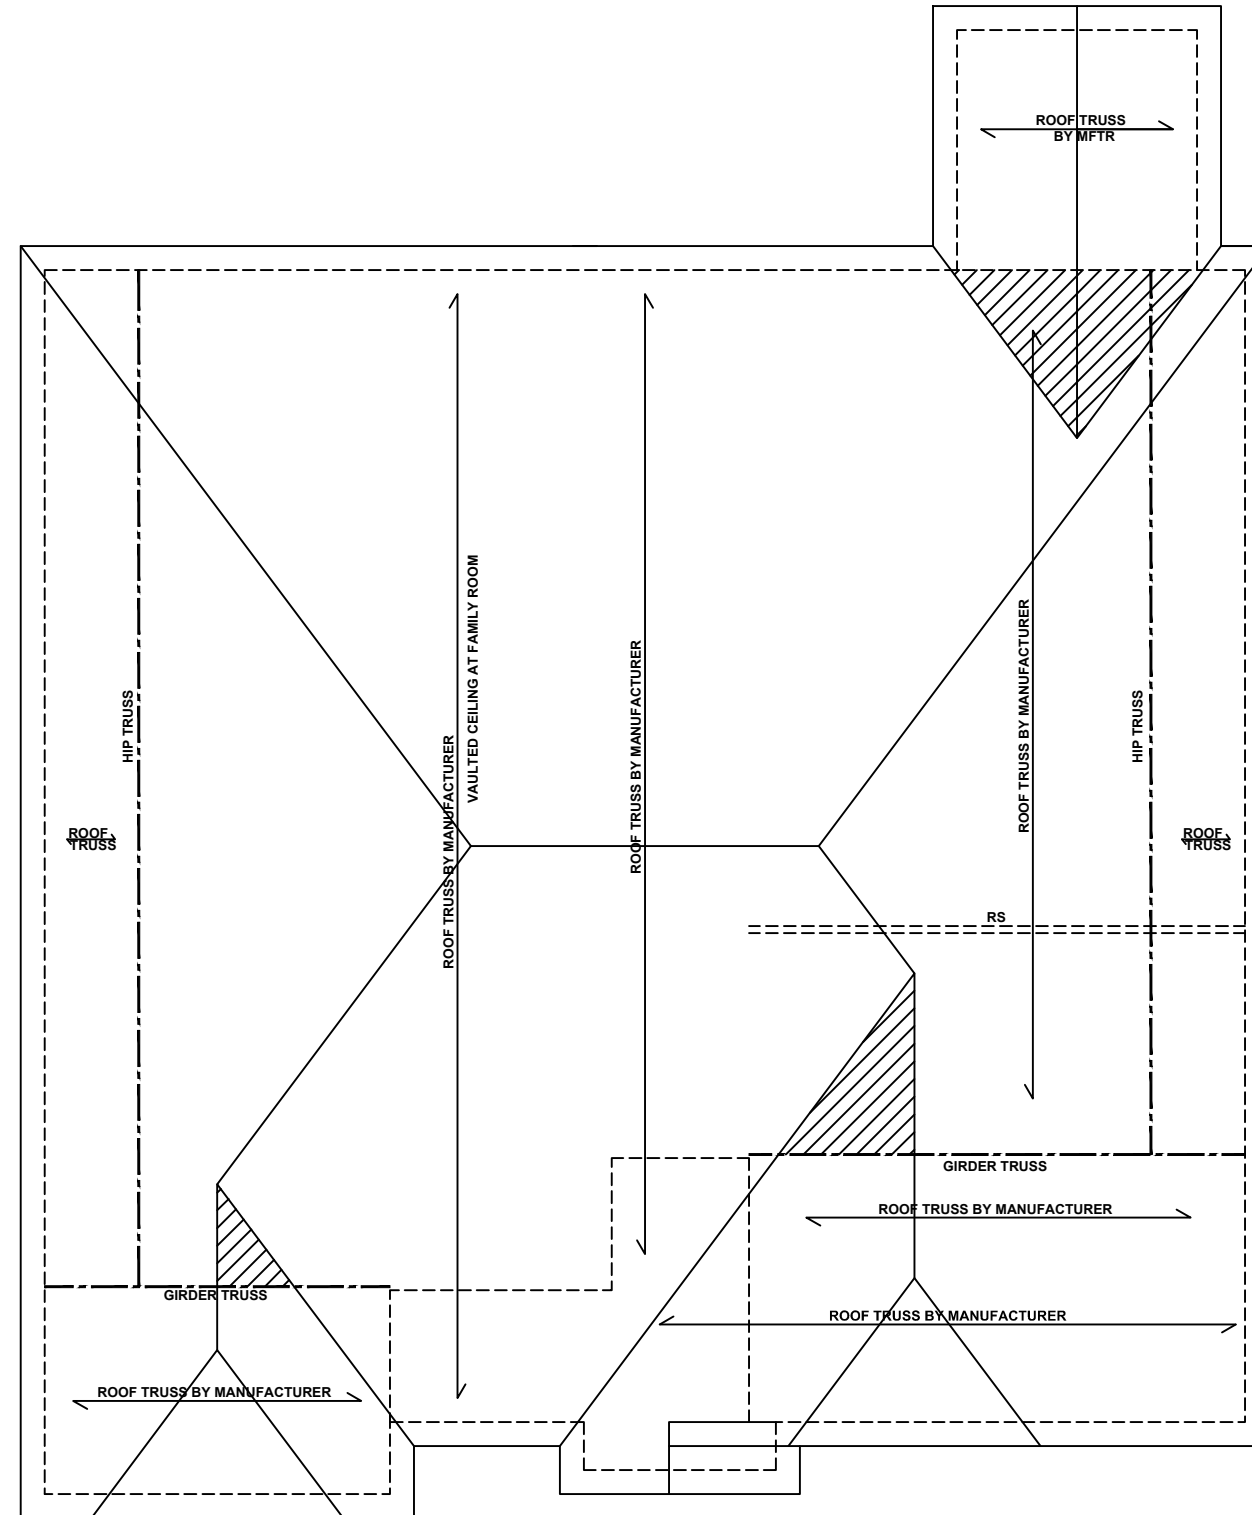 ROOF TRUSS
BY MFTR
VAULTED CEILING AT FAMILY ROOM
ROOF TRUSS BY MANUFACTURER
ROOF TRUSS BY MANUFACTURER
ROOF TRUSS BY MANUFACTURER
HIP TRUSS
HIP TRUSS
ROOF
TRUSS
ROOF
TRUSS
RS
GIRDER TRUSS
ROOF TRUSS BY MANUFACTURER
GIRDER TRUSS
ROOF TRUSS BY MANUFACTURER
ROOF TRUSS BY MANUFACTURER